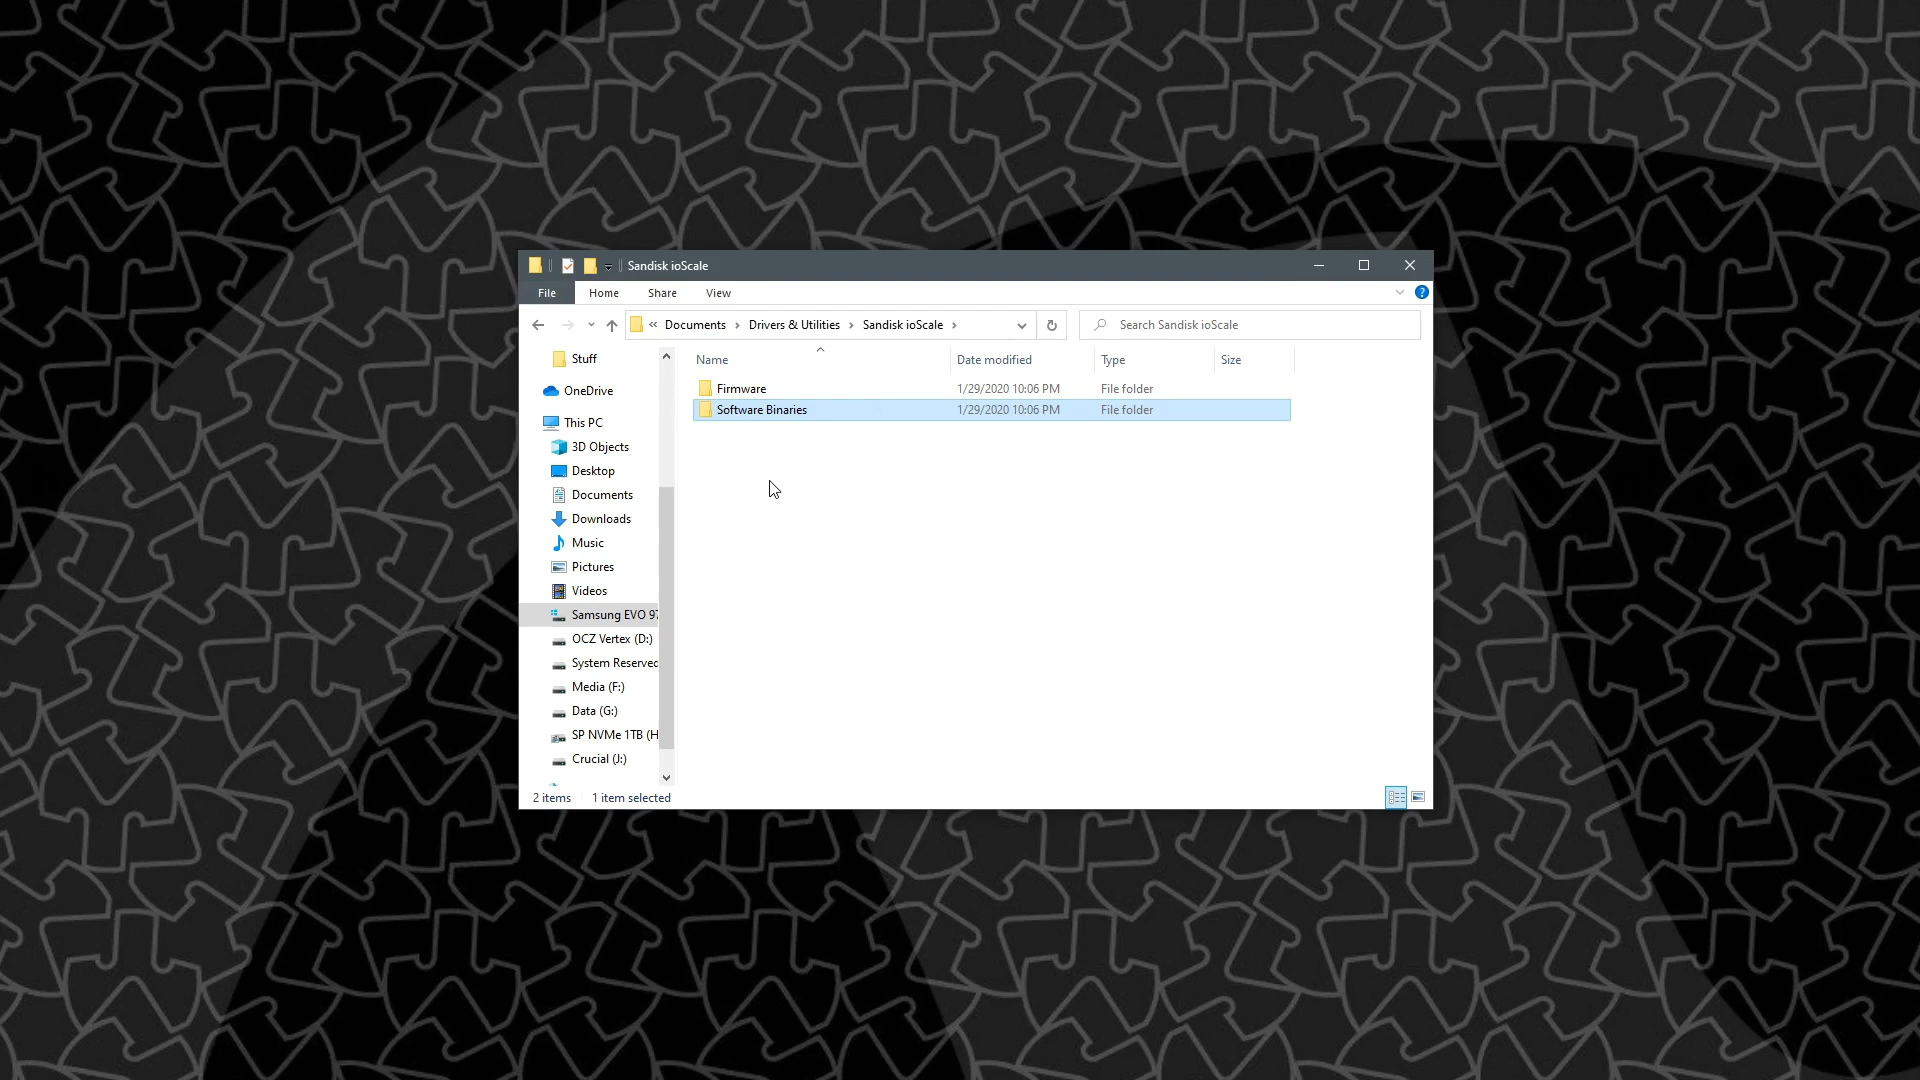 Sandisk ioScale
File Home Share View
« Documents › Drivers & Utilities › Sandisk ioScale ›
Search Sandisk ioScale
Name Date modified Type Size
Firmware 1/29/2020 10:06 PM File folder
Software Binaries 1/29/2020 10:06 PM File folder
Stuff
OneDrive
This PC
3D Objects
Desktop
Documents
Downloads
Music
Pictures
Videos
Samsung EVO 97
OCZ Vertex (D:)
System Reserved
Media (F:)
Data (G:)
SP NVMe 1TB (H
Crucial (J:)
2 items 1 item selected